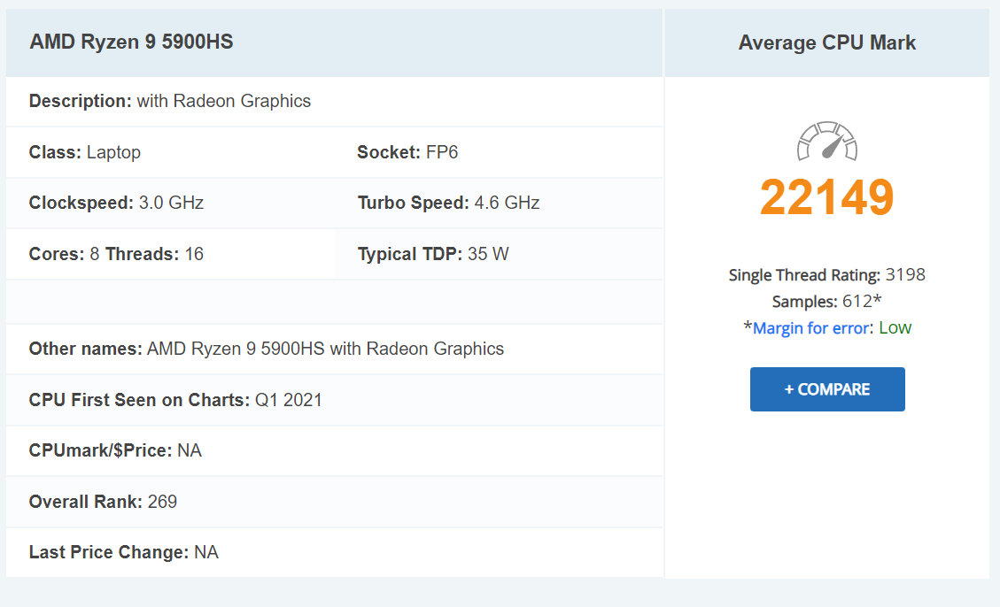 AMD Ryzen 9 5900HS
Average CPU Mark
Description: with Radeon Graphics
Class: Laptop
Socket: FP6
Clockspeed: 3.0 GHz
Turbo Speed: 4.6 GHz
Cores: 8 Threads: 16
Typical TDP: 35 W
Other names: AMD Ryzen 9 5900HS with Radeon Graphics
CPU First Seen on Charts: Q1 2021
CPUmark/$Price: NA
Overall Rank: 269
Last Price Change: NA
22149
Single Thread Rating: 3198
Samples: 612*
*Margin for error: Low
+ COMPARE